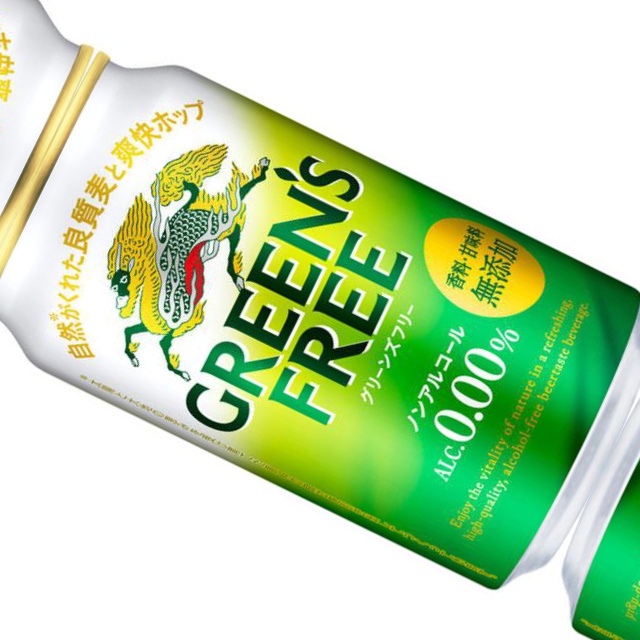 自然がくれた良質麦と爽快ホップ
GREEN'S
FREE
グリーンズフリー
香料・甘味料
無添加
ノンアルコール
ALC.0.00%
Enjoy the vitality of nature in a refreshing,
high-quality, alcohol-free beertaste beverage.